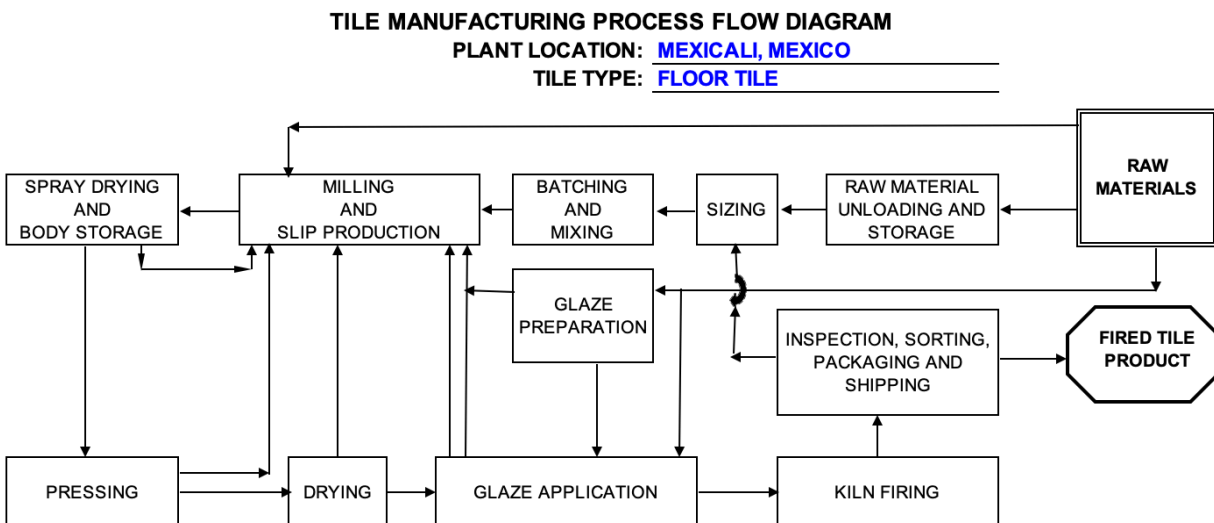 TILE MANUFACTURING PROCESS FLOW DIAGRAM
PLANT LOCATION: MEXICALI, MEXICO
TILE TYPE: FLOOR TILE
SPRAY DRYING
AND
BODY STORAGE
MILLING
AND
SLIP PRODUCTION
BATCHING
AND
MIXING
SIZING
RAW MATERIAL
UNLOADING AND
STORAGE
RAW
MATERIALS
GLAZE
PREPARATION
INSPECTION, SORTING,
PACKAGING AND
SHIPPING
FIRED TILE
PRODUCT
PRESSING
DRYING
GLAZE APPLICATION
KILN FIRING